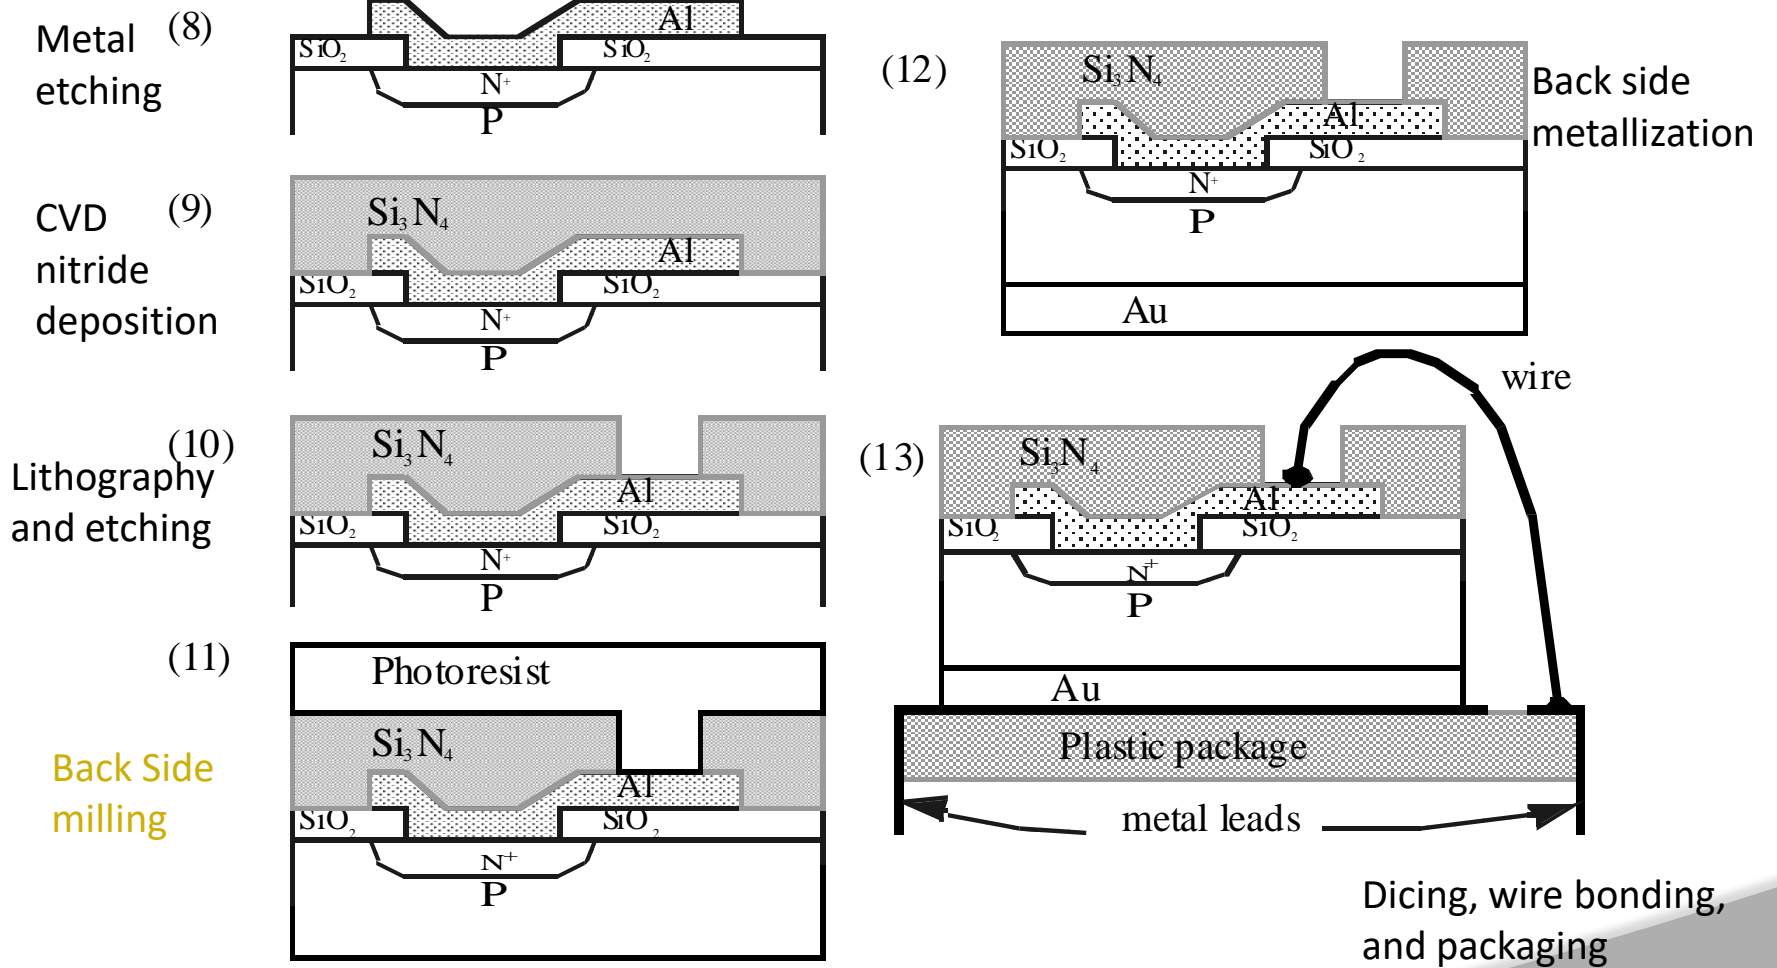 Metal
etching
(8)
Al
SiO₂
SiO₂
N⁺
P
CVD
nitride
deposition
(9)
Si₃N₄
Al
SiO₂
SiO₂
N⁺
P
(10)
Lithography
and etching
Si₃N₄
Al
SiO₂
SiO₂
N⁺
P
(11)
Back Side
milling
Photoresist
Si₃N₄
Al
SiO₂
SiO₂
N⁺
P
(12)
Back side
metallization
Si₃N₄
Al
SiO₂
SiO₂
N⁺
P
Au
(13)
wire
Si₃N₄
Al
SiO₂
SiO₂
N⁺
P
Au
Plastic package
metal leads
Dicing, wire bonding,
and packaging